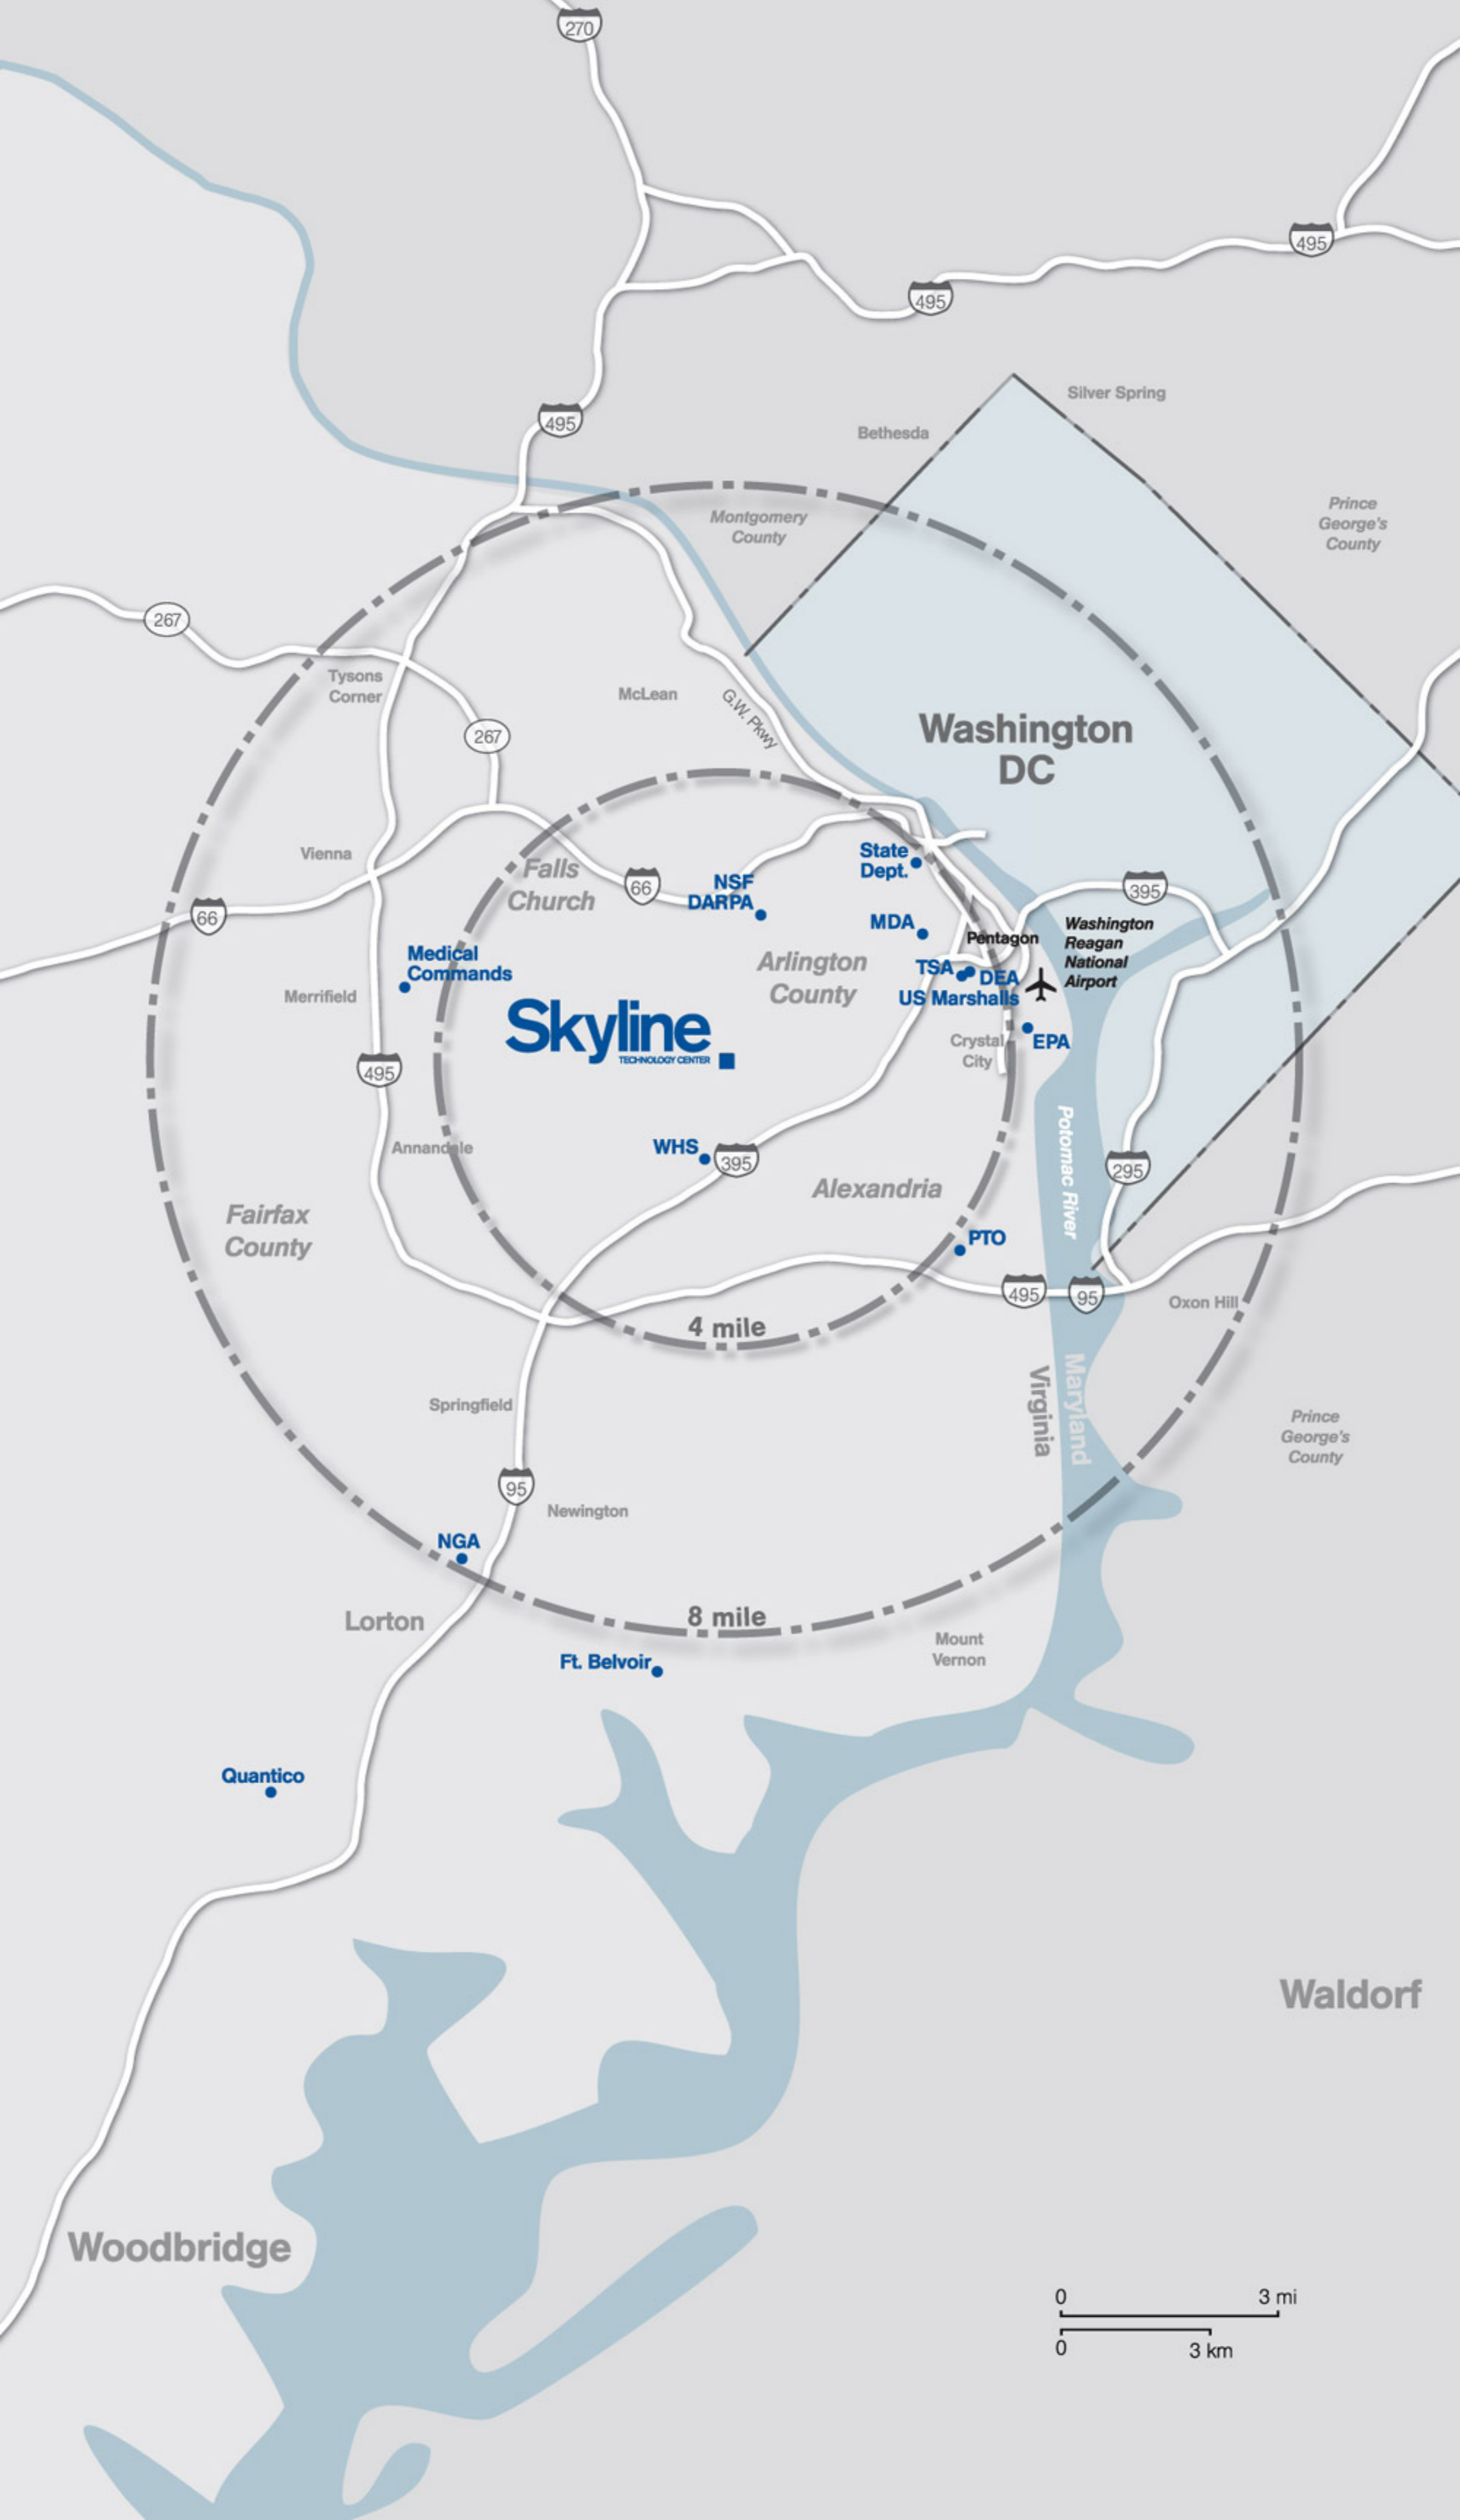 270
495
495
495
Silver Spring
Bethesda
Montgomery
County
Prince
George's
County
267
Tysons
Corner
McLean
G.W. Pkwy
267
Washington
DC
Vienna
Falls
Church
State
Dept.
66
66
NSF
DARPA
395
MDA
Pentagon
Washington
Reagan
National
Airport
Medical
Commands
Merrifield
Arlington
County
TSA
DEA
US Marshalls
Skyline
TECHNOLOGY CENTER
Crystal
City
EPA
495
Annandale
WHS
395
Potomac River
295
Alexandria
Fairfax
County
PTO
495
95
Oxon Hill
4 mile
Virginia
Maryland
Springfield
Prince
George's
County
95
Newington
NGA
Lorton
8 mile
Mount
Vernon
Ft. Belvoir
Quantico
Waldorf
Woodbridge
0 3 mi
0 3 km